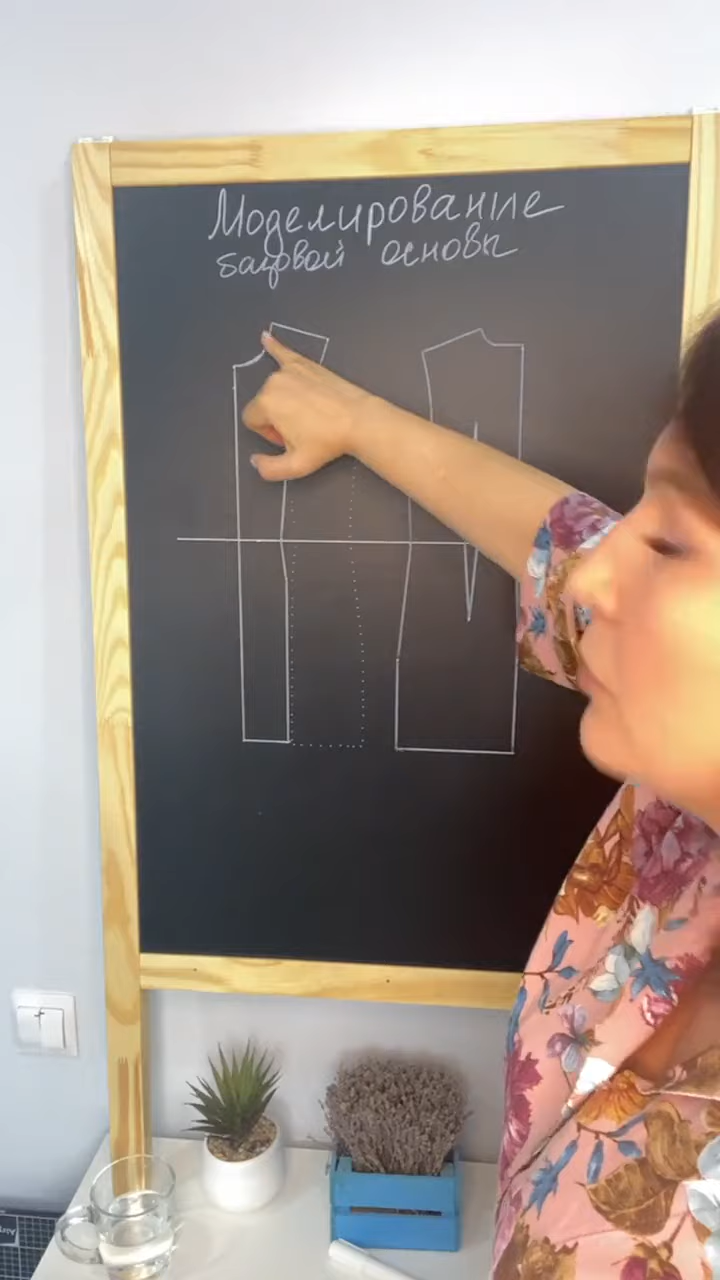 Моделирование
базовой основы